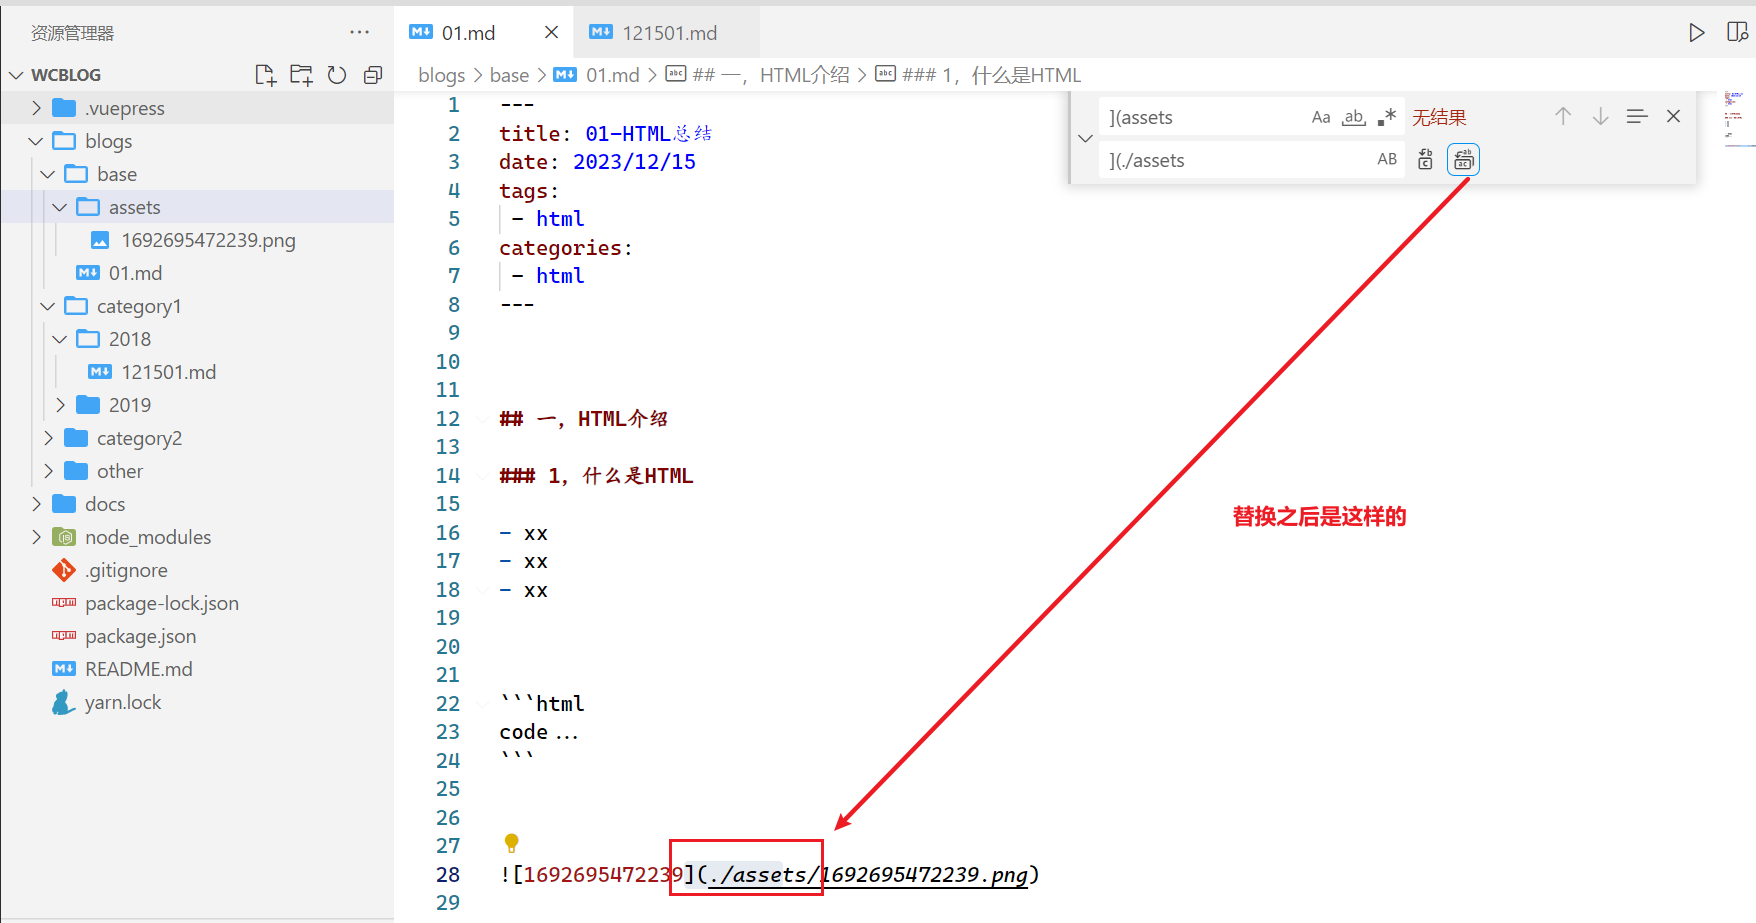 资源管理器
WCBLOG
.vuepress
blogs
base
assets
1692695472239.png
01.md
category1
2018
121501.md
2019
category2
other
docs
node_modules
.gitignore
package-lock.json
package.json
README.md
yarn.lock
01.md
121501.md
blogs > base > 01.md > ## 一，HTML介绍 > ### 1，什么是HTML
](assets Aa ab 无结果
](./assets AB
1 ---
2 title: 01-HTML总结
3 date: 2023/12/15
4 tags:
5 - html
6 categories:
7 - html
8 ---
9
10
11
12 ## 一，HTML介绍
13
14 ### 1，什么是HTML
15
16 - xx
17 - xx
18 - xx
19
20
21
22 ```html
23 code...
24 ```
25
26
27
28 ![1692695472239](./assets/1692695472239.png)
29
替换之后是这样的